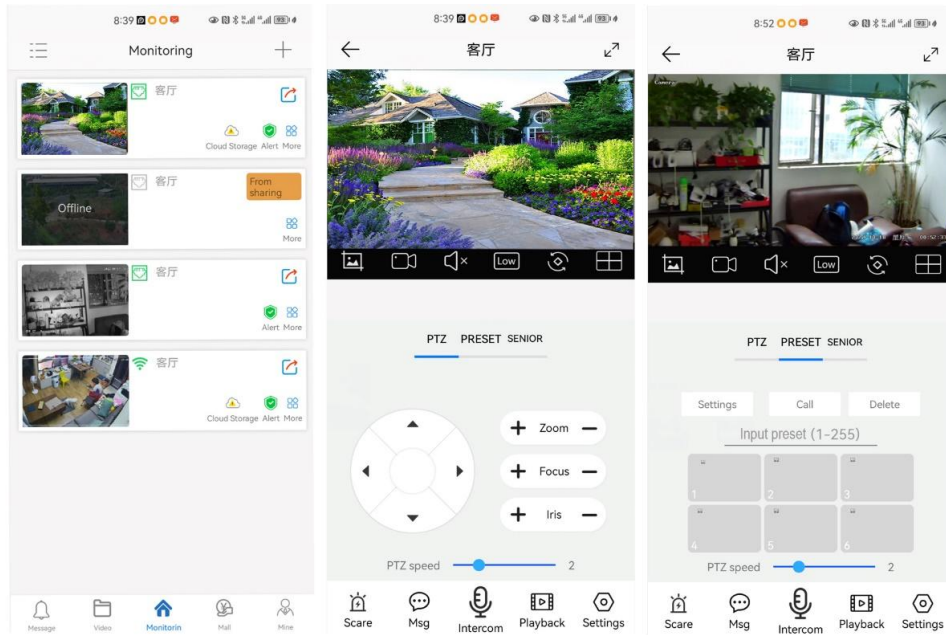 8:39
Monitoring
客厅
Cloud Storage Alert More
Offline
客厅
From
sharing
More
客厅
Alert More
客厅
Cloud Storage Alert More
Message Video Monitorin Mall Mine
8:39
客厅
Low
PTZ PRESET SENIOR
+ Zoom −
+ Focus −
+ Iris −
PTZ speed 2
Scare Msg Intercom Playback Settings
8:52
客厅
Camera
Low
PTZ PRESET SENIOR
Settings Call Delete
Input preset (1-255)
1 2 3
4 5 6
PTZ speed 2
Scare Msg Intercom Playback Settings